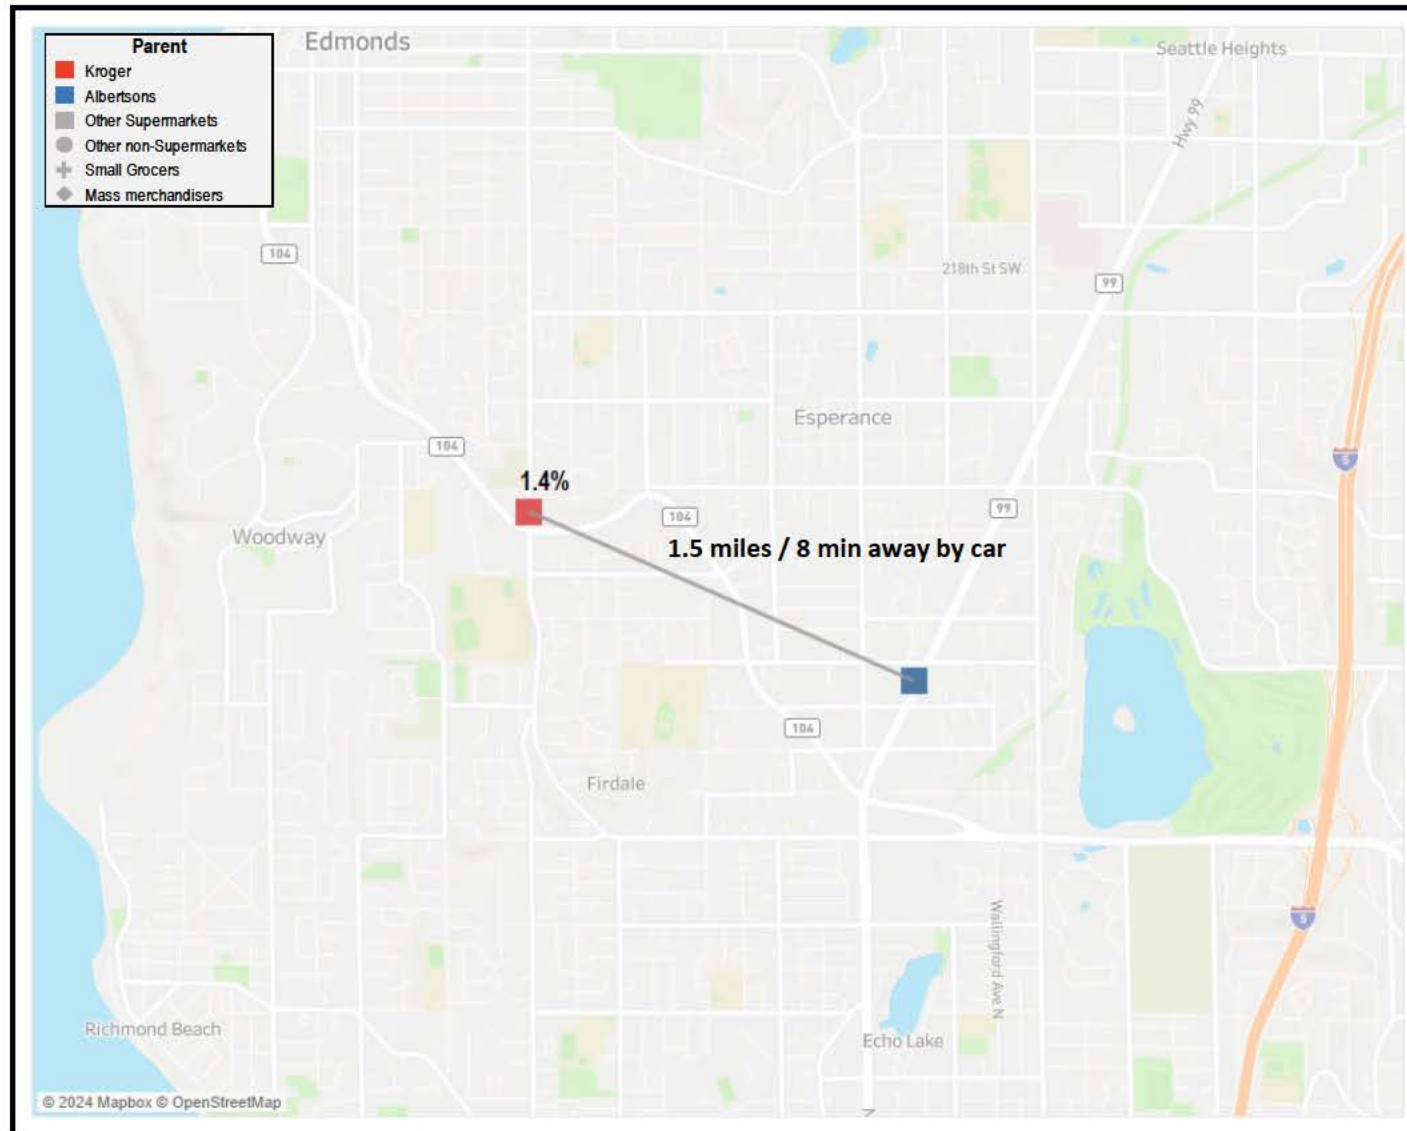 Edmonds
Seattle Heights
Parent
Kroger
Albertsons
Other Supermarkets
Other non-Supermarkets
Small Grocers
Mass merchandisers
Hwy 99
104
218th St SW
99
Esperance
104
5
1.4%
104
99
Woodway
1.5 miles / 8 min away by car
104
Firdale
5
Wallingford Ave N
Richmond Beach
Echo Lake
© 2024 Mapbox © OpenStreetMap